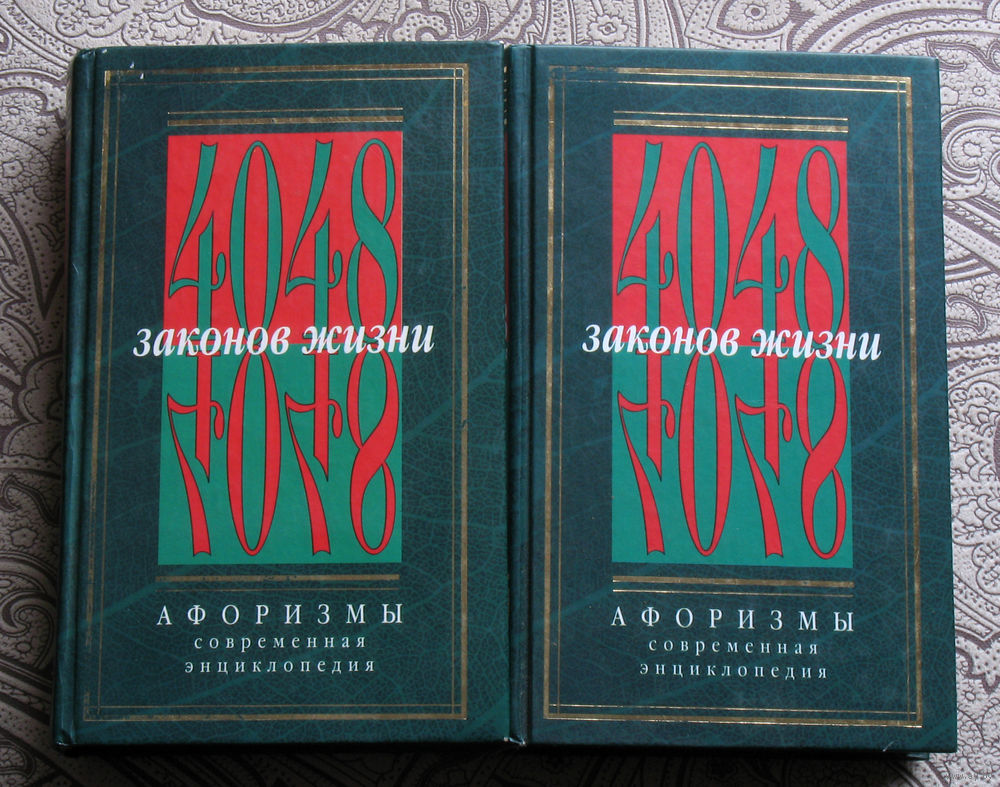 4048
законов жизни
АФОРИЗМЫ
современная
энциклопедия
4048
законов жизни
АФОРИЗМЫ
современная
энциклопедия